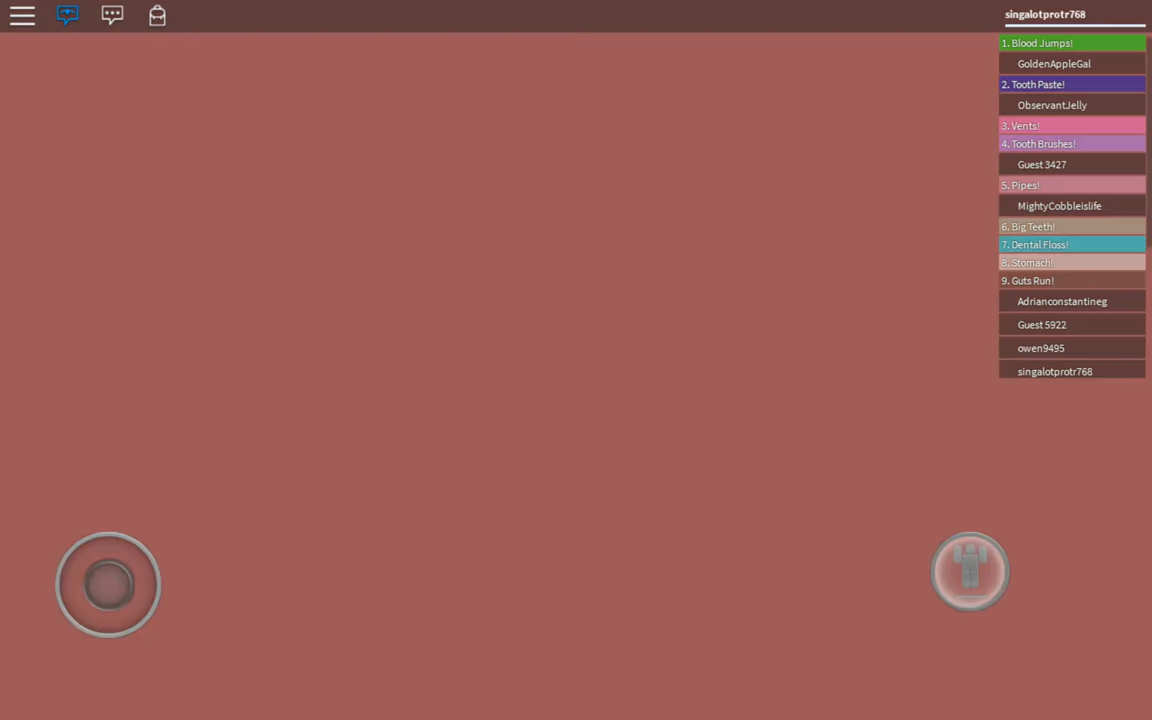 singalotprotr768
1. Blood Jumps!
GoldenAppleGal
2. Tooth Paste!
ObservantJelly
3. Vents!
4. Tooth Brushes!
Guest 3427
5. Pipes!
MightyCobbleislife
6. Big Teeth!
7. Dental Floss!
8. Stomach!
9. Guts Run!
Adrianconstantineg
Guest 5922
owen9495
singalotprotr768